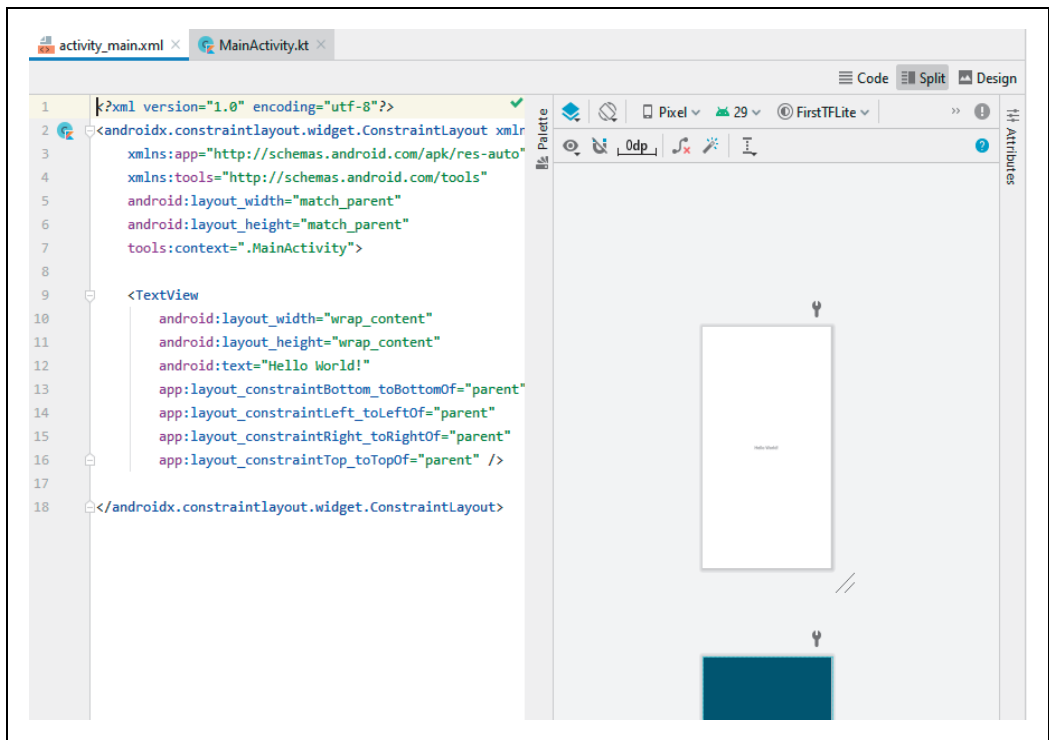 activity_main.xml MainActivity.kt
Code Split Design
1 <?xml version="1.0" encoding="utf-8"?>
2 <androidx.constraintlayout.widget.ConstraintLayout xmlr
3 xmlns:app="http://schemas.android.com/apk/res-auto"
4 xmlns:tools="http://schemas.android.com/tools"
5 android:layout_width="match_parent"
6 android:layout_height="match_parent"
7 tools:context=".MainActivity">
8
9 <TextView
10 android:layout_width="wrap_content"
11 android:layout_height="wrap_content"
12 android:text="Hello World!"
13 app:layout_constraintBottom_toBottomOf="parent"
14 app:layout_constraintLeft_toLeftOf="parent"
15 app:layout_constraintRight_toRightOf="parent"
16 app:layout_constraintTop_toTopOf="parent" />
17
18 </androidx.constraintlayout.widget.ConstraintLayout>
Palette
Pixel 29 FirstTFLite »
0dp
Attributes
Hello World!